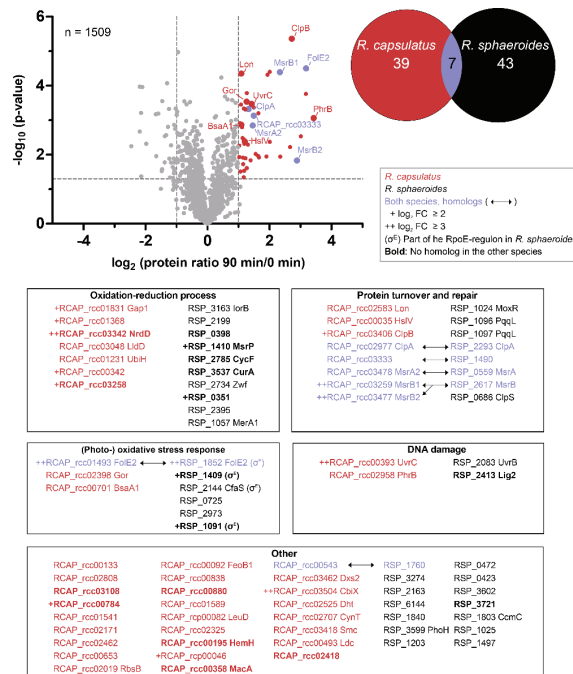 n = 1509
6
4
2
0
-log10 (p-value)
ClpB
FolE2
MsrB1
Lon
Gor
UvrC
ClpA
PhrB
BsaA1
RCAP_rcc03333
MsrA2
HslV
MsrB2
-4
-2
0
2
4
log2 (protein ratio 90 min/0 min)
R. capsulatus
39
7
R. sphaeroides
43
R. capsulatus
R. sphaeroides
Both species, homologs (↔)
+ log2 FC ≥ 2
++ log2 FC ≥ 3
(σE) Part of he RpoE-regulon in R. sphaeroide
Bold: No homolog in the other species
Oxidation-reduction process
+RCAP_rcc01831 Gap1 RSP_3163 IorB
+RCAP_rcc01368 RSP_2199
++RCAP_rcc03342 NrdD RSP_0398
RCAP_rcc03048 LldD +RSP_1410 MsrP
RCAP_rcc01231 UbiH RSP_2785 CycF
+RCAP_rcc00342 RSP_3537 CurA
+RCAP_rcc03258 RSP_2734 Zwf
+RSP_0351
RSP_2395
RSP_1057 MerA1
Protein turnover and repair
RCAP_rcc02583 Lon RSP_1024 MoxR
RCAP_rcc00035 HslV RSP_1096 PqqL
+RCAP_rcc03406 ClpB RSP_1097 PqqL
RCAP_rcc02977 ClpA ↔ RSP_2293 ClpA
RCAP_rcc03333 ↔ RSP_1490
RCAP_rcc03478 MsrA2 ↔ +RSP_0559 MsrA
++RCAP_rcc03259 MsrB1 ↔ RSP_2617 MsrB
++RCAP_rcc03477 MsrB2 RSP_0686 ClpS
(Photo-) oxidative stress response
++RCAP_rcc01493 FolE2 ↔ ++RSP_1852 FolE2 (σE)
RCAP_rcc02398 Gor +RSP_1409 (σE)
RCAP_rcc00701 BsaA1 RSP_2144 CfaS (σE)
RSP_0725
RSP_2973
+RSP_1091 (σE)
DNA damage
++RCAP_rcc00393 UvrC RSP_2083 UvrB
RCAP_rcc02958 PhrB RSP_2413 Lig2
Other
RCAP_rcc00133 RCAP_rcc00092 FeoB1 RCAP_rcc00543 ↔ RSP_1760 RSP_0472
RCAP_rcc02808 RCAP_rcc00838 RCAP_rcc03462 Dxs2 RSP_3274 RSP_0423
RCAP_rcc03108 RCAP_rcc00880 ++RCAP_rcc03504 CbiX RSP_2163 RSP_3602
+RCAP_rcc00784 RCAP_rcc01589 RCAP_rcc02525 Dht RSP_6144 RSP_3721
RCAP_rcc01541 RCAP_rcp00082 LeuD RCAP_rcc02707 CynT RSP_1840 RSP_1803 CcmC
RCAP_rcc02171 RCAP_rcc02325 RCAP_rcc03418 Smc RSP_3599 PhoH RSP_1025
RCAP_rcc02462 RCAP_rcc00195 HemH RCAP_rcc00493 Ldc RSP_1203 RSP_1497
RCAP_rcc00653 +RCAP_rcp00046 RCAP_rcc02418
RCAP_rcc02019 RbsB RCAP_rcc00358 MacA